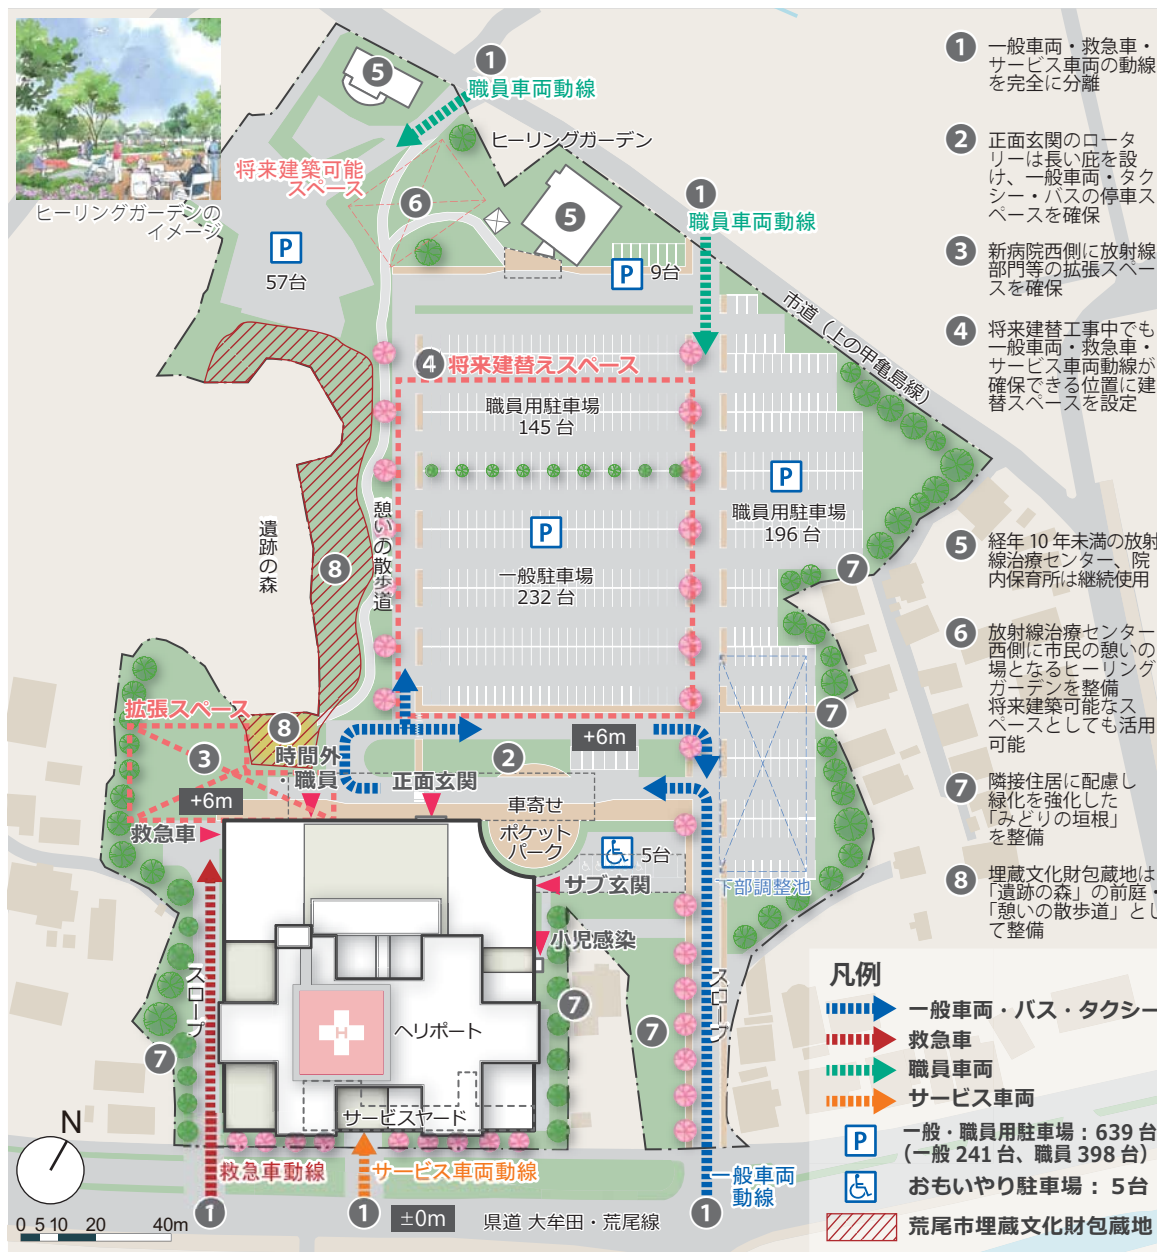 ヒーリングガーデンの
イメージ
5
1
職員車両動線
ヒーリングガーデン
将来建築可能
スペース
6
5
1
職員車両動線
P
57台
P
9台
市道（上の甲亀島線）
4 将来建替えスペース
職員用駐車場
145台
P
職員用駐車場
196台
P
一般駐車場
232台
憩いの散歩道
遺跡の森
8
7
7
拡張スペース
8
3
時間外
・職員
+6m
2
+6m
正面玄関
車寄せ
ポケット
パーク
救急車
5台
サブ玄関
下部調整池
小児感染
スロープ
スロープ
7
7
7
ヘリポート
H
サービスヤード
救急車動線
サービス車両動線
一般車両
動線
1
1
±0m
県道 大牟田・荒尾線
1
N
0 5 10 20 40m
1 一般車両・救急車・
サービス車両の動線
を完全に分離
2 正面玄関のロータ
リーは長い庇を設
け、一般車両・タク
シー・バスの停車ス
ペースを確保
3 新病院西側に放射線
部門等の拡張スペー
スを確保
4 将来建替工事中でも
一般車両・救急車・
サービス車両動線が
確保できる位置に建
替スペースを設定
5 経年10年未満の放射
線治療センター、院
内保育所は継続使用
6 放射線治療センター
西側に市民の憩いの
場となるヒーリング
ガーデンを整備
将来建築可能なス
ペースとしても活用
可能
7 隣接住居に配慮し
緑化を強化した
「みどりの垣根」
を整備
8 埋蔵文化財包蔵地は
「遺跡の森」の前庭・
「憩いの散歩道」とし
て整備
凡例
一般車両・バス・タクシー
救急車
職員車両
サービス車両
P 一般・職員用駐車場：639台
（一般241台、職員398台）
おもいやり駐車場：5台
荒尾市埋蔵文化財包蔵地